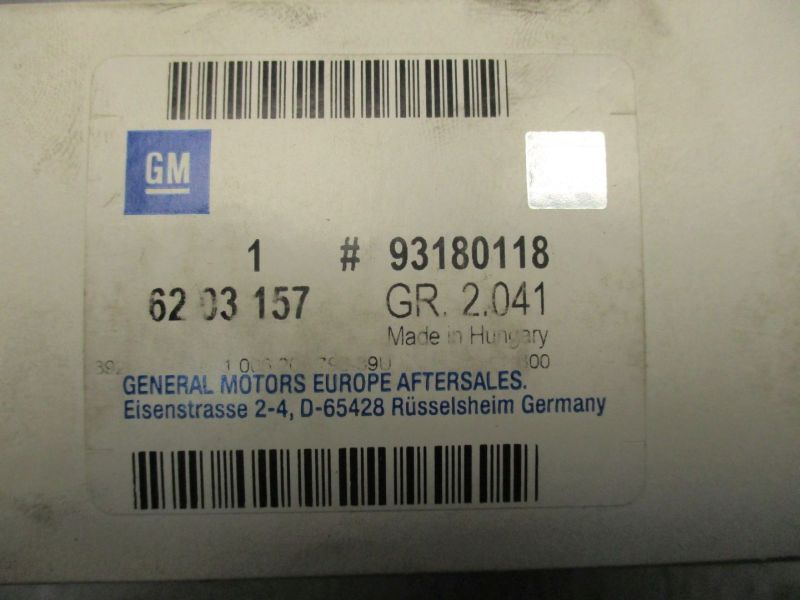 GM
1 # 93180118
62 03 157 GR. 2.041
Made in Hungary
GENERAL MOTORS EUROPE AFTERSALES.
Eisenstrasse 2-4, D-65428 Rüsselsheim Germany